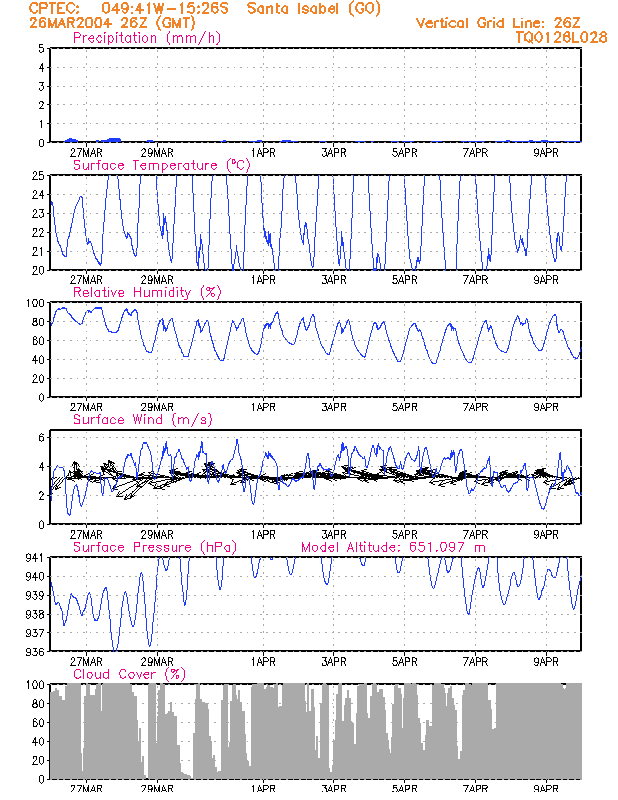 CPTEC: 049:41W-15:26S Santa Isabel (GO)
26MAR2004 26Z (GMT) Vertical Grid Line: 26Z
Precipitation (mm/h) TQ0126L028
5
4
3
2
1
0
27MAR 29MAR 1APR 3APR 5APR 7APR 9APR
Surface Temperature (ºC)
25
24
23
22
21
20
27MAR 29MAR 1APR 3APR 5APR 7APR 9APR
Relative Humidity (%)
100
80
60
40
20
0
27MAR 29MAR 1APR 3APR 5APR 7APR 9APR
Surface Wind (m/s)
6
4
2
0
27MAR 29MAR 1APR 3APR 5APR 7APR 9APR
Surface Pressure (hPa) Model Altitude: 651.097 m
941
940
939
938
937
936
27MAR 29MAR 1APR 3APR 5APR 7APR 9APR
Cloud Cover (%)
100
80
60
40
20
0
27MAR 29MAR 1APR 3APR 5APR 7APR 9APR